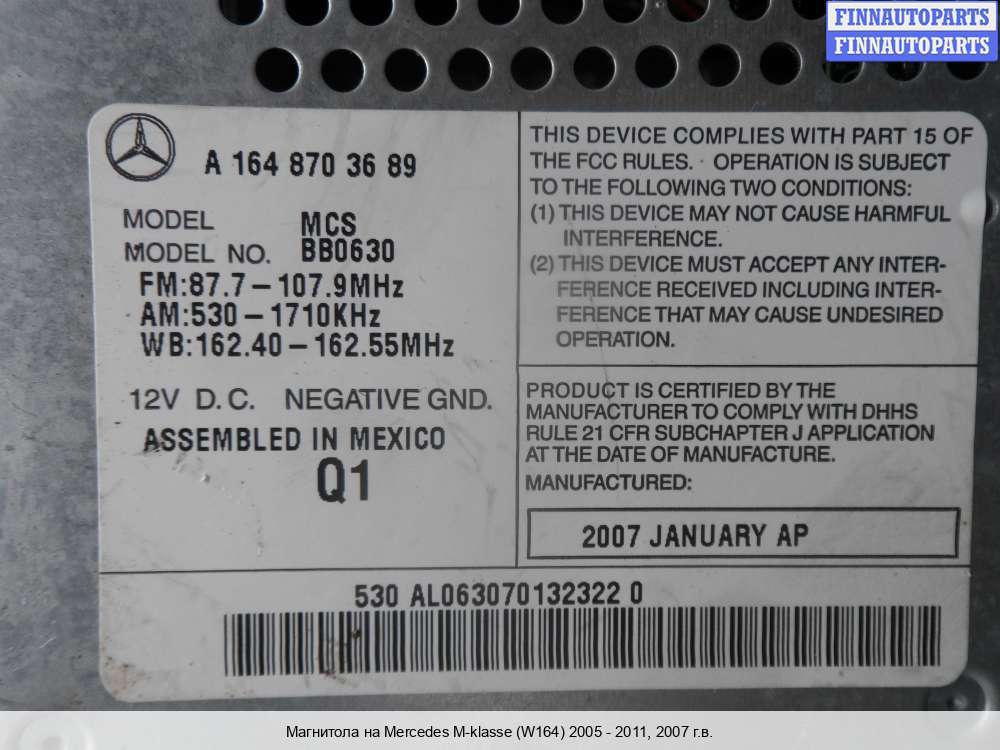 FINNAUTOPARTS
FINNAUTOPARTS
A 164 870 36 89
MODEL MCS
MODEL NO. BB0630
FM:87.7-107.9MHz
AM:530-1710KHz
WB:162.40-162.55MHz
12V D.C. NEGATIVE GND.
ASSEMBLED IN MEXICO
Q1
THIS DEVICE COMPLIES WITH PART 15 OF
THE FCC RULES. OPERATION IS SUBJECT
TO THE FOLLOWING TWO CONDITIONS:
(1) THIS DEVICE MAY NOT CAUSE HARMFUL
INTERFERENCE.
(2) THIS DEVICE MUST ACCEPT ANY INTER-
FERENCE RECEIVED INCLUDING INTER-
FERENCE THAT MAY CAUSE UNDESIRED
OPERATION.
PRODUCT IS CERTIFIED BY THE
MANUFACTURER TO COMPLY WITH DHHS
RULE 21 CFR SUBCHAPTER J APPLICATION
AT THE DATE OF MANUFACTURE.
MANUFACTURED:
2007 JANUARY AP
530 AL063070132322 0
Магнитола на Mercedes M-klasse (W164) 2005 - 2011, 2007 г.в.